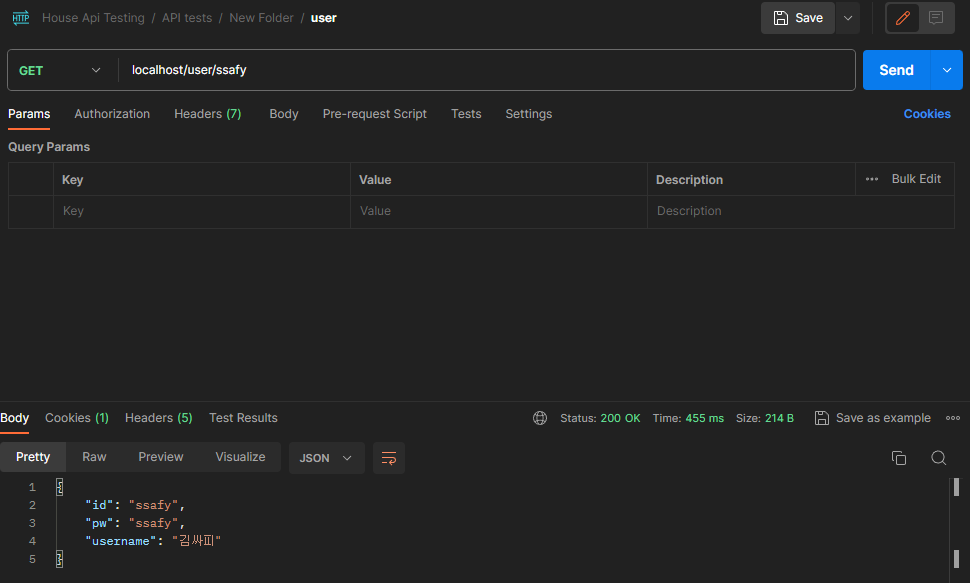 HTTP House Api Testing / API tests / New Folder / user Save
GET localhost/user/ssafy Send
Params Authorization Headers (7) Body Pre-request Script Tests Settings Cookies
Query Params
Key Value Description ••• Bulk Edit
Key Value Description
Body Cookies (1) Headers (5) Test Results Status: 200 OK Time: 455 ms Size: 214 B Save as example
Pretty Raw Preview Visualize JSON
1 {
2 "id": "ssafy",
3 "pw": "ssafy",
4 "username": "김싸피"
5 }